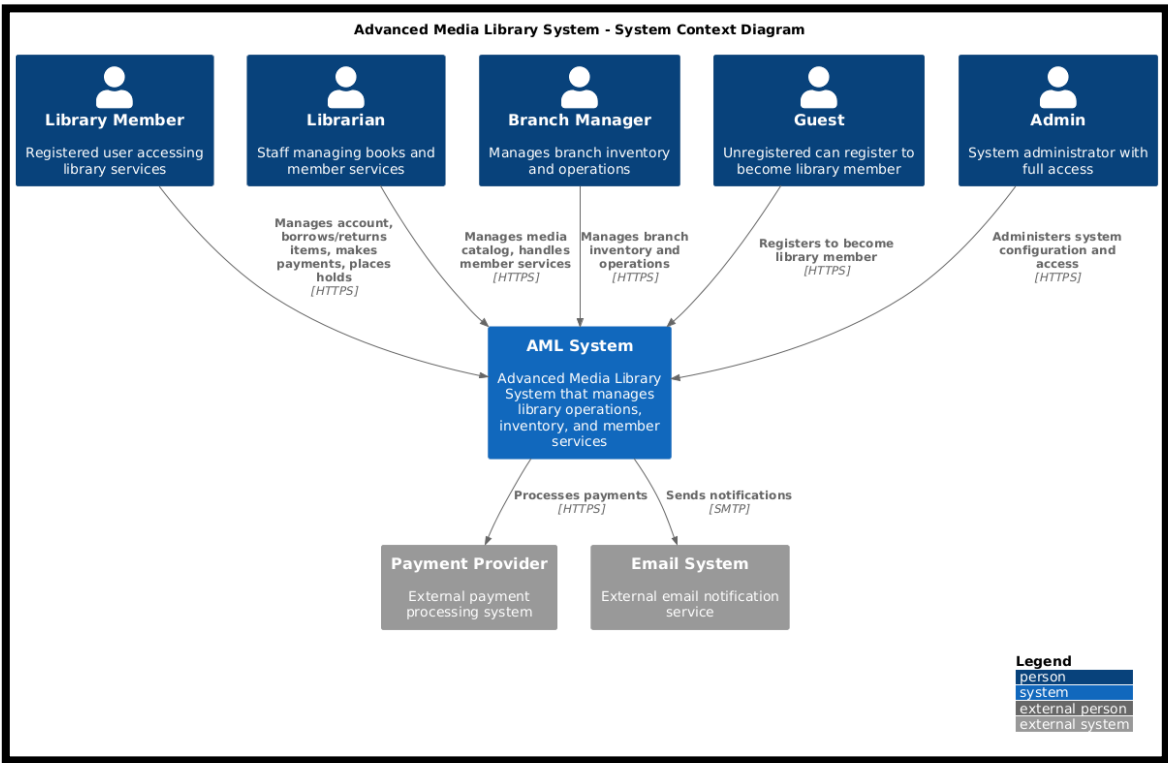 Advanced Media Library System - System Context Diagram
Library Member
Registered user accessing
library services
Librarian
Staff managing books and
member services
Branch Manager
Manages branch inventory
and operations
Guest
Unregistered can register to
become library member
Admin
System administrator with
full access
Manages account,
borrows/returns
items, makes
payments, places
holds
[HTTPS]
Manages media
catalog, handles
member services
[HTTPS]
Manages branch
inventory and
operations
[HTTPS]
Registers to become
library member
[HTTPS]
Administers system
configuration and
access
[HTTPS]
AML System
Advanced Media Library
System that manages
library operations,
inventory, and member
services
Processes payments
[HTTPS]
Sends notifications
[SMTP]
Payment Provider
External payment
processing system
Email System
External email notification
service
Legend
person
system
external person
external system